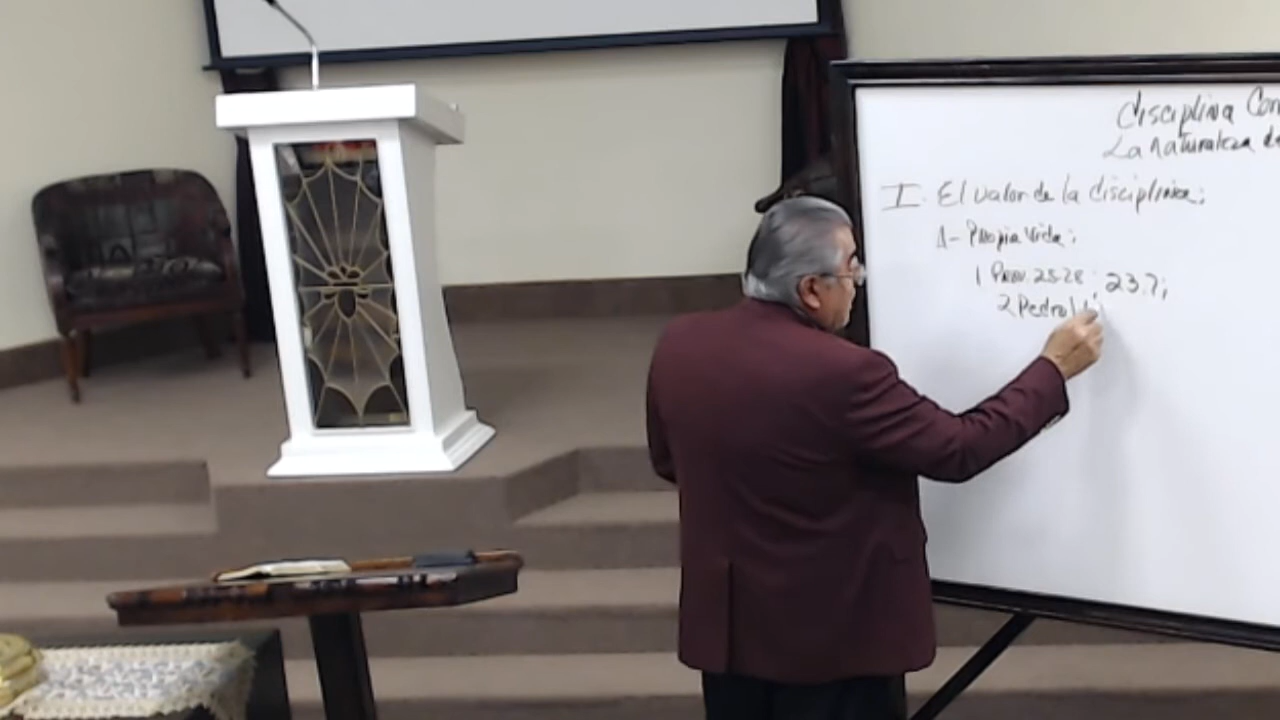 disciplina Con
La naturaleza de
I. El valor de la disciplina;
A- Propia vida;
1 Prov. 25:28; 23.7;
2 Pedro 1